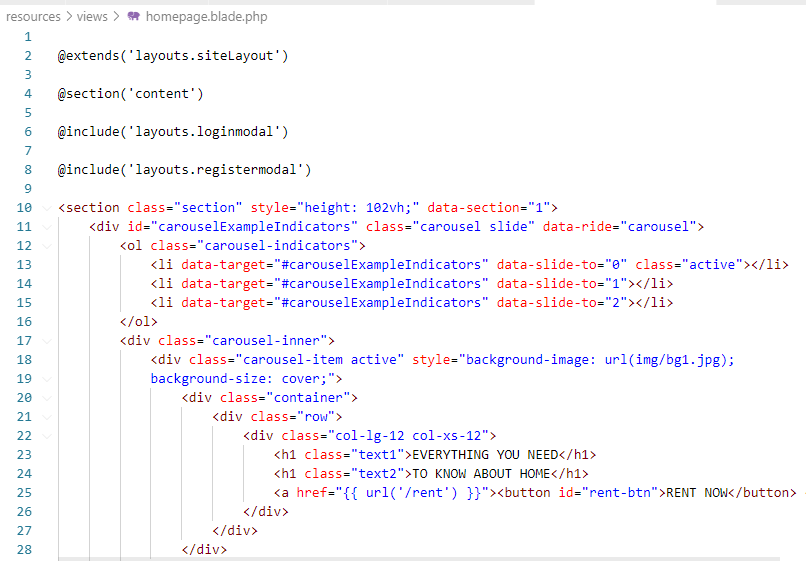 resources > views > homepage.blade.php
1
2 @extends('layouts.siteLayout')
3
4 @section('content')
5
6 @include('layouts.loginmodal')
7
8 @include('layouts.registermodal')
9
10 <section class="section" style="height: 102vh;" data-section="1">
11 <div id="carouselExampleIndicators" class="carousel slide" data-ride="carousel">
12 <ol class="carousel-indicators">
13 <li data-target="#carouselExampleIndicators" data-slide-to="0" class="active"></li>
14 <li data-target="#carouselExampleIndicators" data-slide-to="1"></li>
15 <li data-target="#carouselExampleIndicators" data-slide-to="2"></li>
16 </ol>
17 <div class="carousel-inner">
18 <div class="carousel-item active" style="background-image: url(img/bg1.jpg);
19 background-size: cover;">
20 <div class="container">
21 <div class="row">
22 <div class="col-lg-12 col-xs-12">
23 <h1 class="text1">EVERYTHING YOU NEED</h1>
24 <h1 class="text2">TO KNOW ABOUT HOME</h1>
25 <a href="{{ url('/rent') }}"><button id="rent-btn">RENT NOW</button>
26 </div>
27 </div>
28 </div>